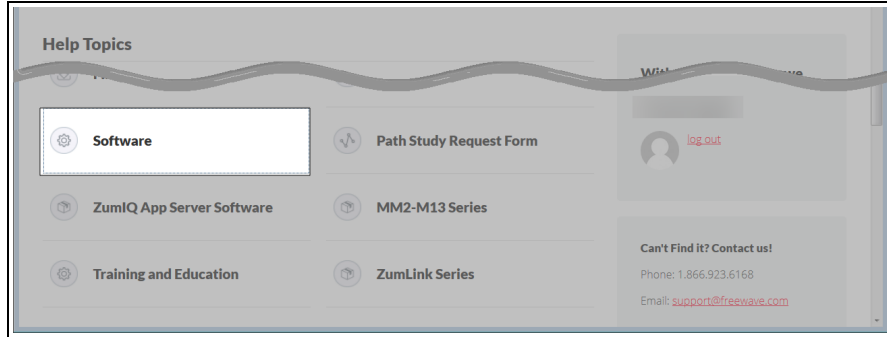 Help Topics
Software
Path Study Request Form
ZumIQ App Server Software
MM2-M13 Series
Training and Education
ZumLink Series
log out
Can't Find it? Contact us!
Phone: 1.866.923.6168
Email: support@freewave.com